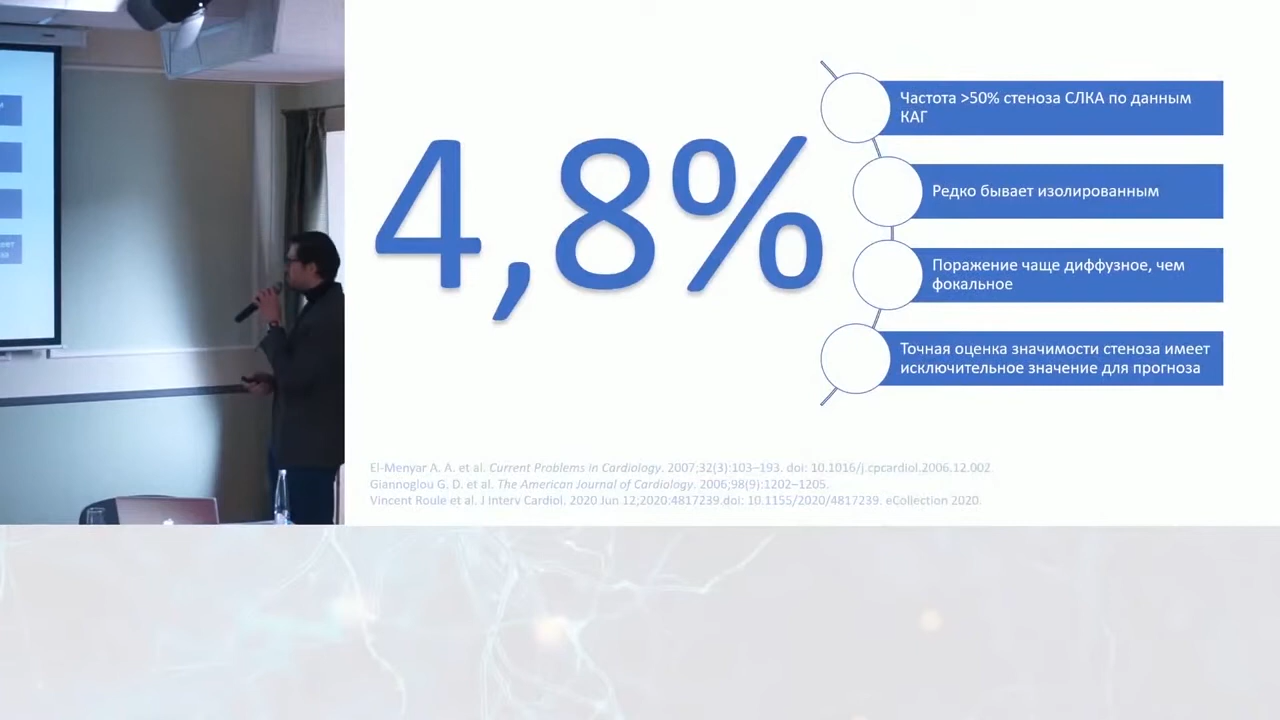 4,8%
Частота >50% стеноза СЛКА по данным
КАГ
Редко бывает изолированным
Поражение чаще диффузное, чем
фокальное
Точная оценка значимости стеноза имеет
исключительное значение для прогноза
El-Menyar A. A. et al. Current Problems in Cardiology. 2007;32(3):103–193. doi: 10.1016/j.cpcardiol.2006.12.002.
Giannoglou G. D. et al. The American Journal of Cardiology. 2006;98(9):1202–1205.
Vincent Roule et al. J Interv Cardiol. 2020 Jun 12;2020:4817239.doi: 10.1155/2020/4817239. eCollection 2020.